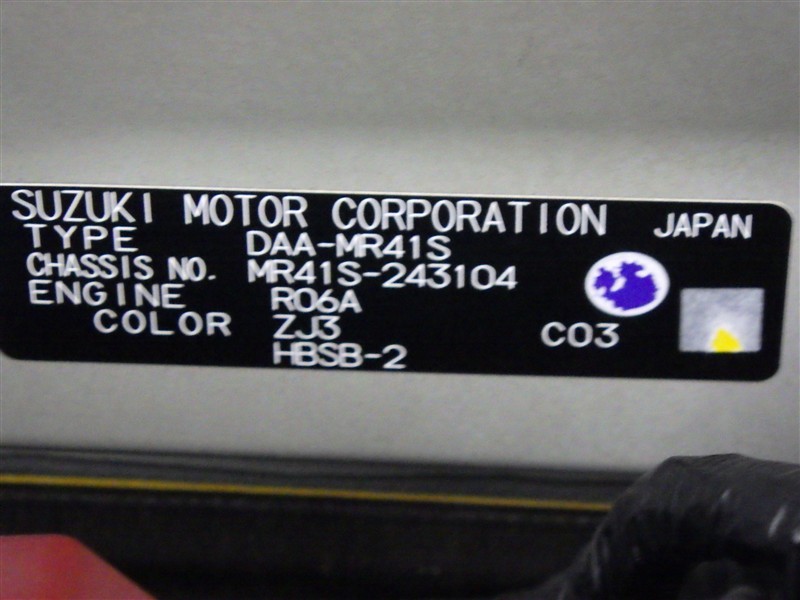 SUZUKI MOTOR CORPORATION JAPAN
TYPE DAA-MR41S
CHASSIS NO. MR41S-243104
ENGINE R06A
COLOR ZJ3 C03
HBSB-2